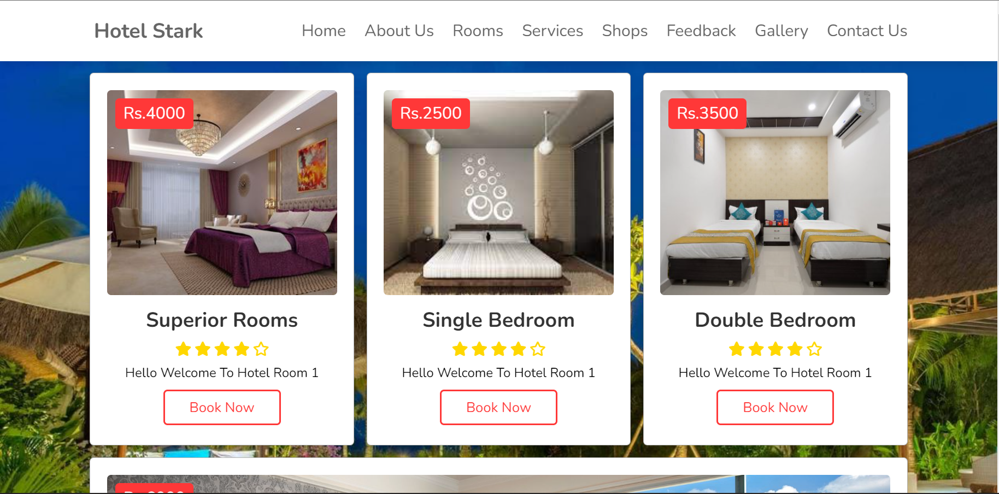 Hotel Stark
Home About Us Rooms Services Shops Feedback Gallery Contact Us
Rs.4000
Rs.2500
Rs.3500
Superior Rooms
Single Bedroom
Double Bedroom
Hello Welcome To Hotel Room 1
Hello Welcome To Hotel Room 1
Hello Welcome To Hotel Room 1
Book Now
Book Now
Book Now